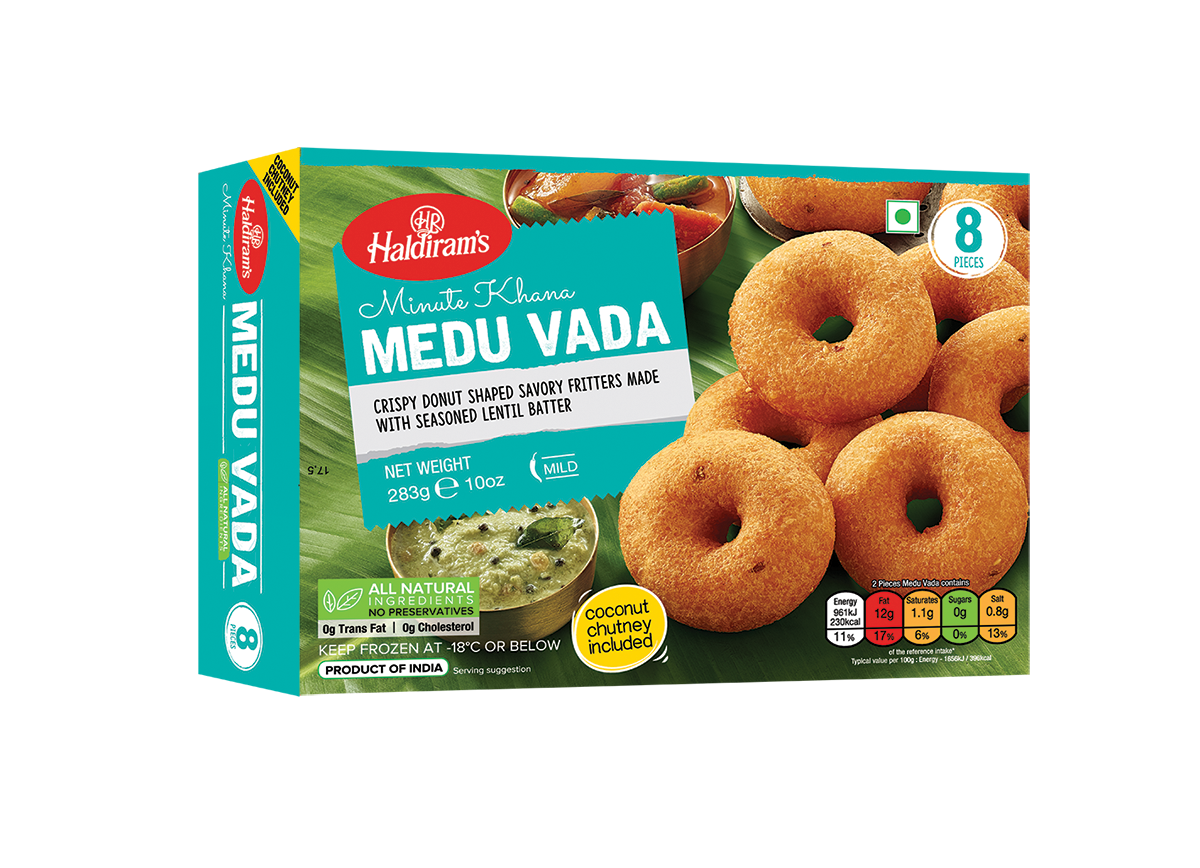 COCONUT
CHUTNEY
INCLUDED
HR
Haldiram's
Minute Khana
MEDU VADA
ALL NATURAL
INGREDIENTS
8
PIECES
HR
Haldiram's
Minute Khana
MEDU VADA
CRISPY DONUT SHAPED SAVORY FRITTERS MADE
WITH SEASONED LENTIL BATTER
NET WEIGHT
283g ℮ 10oz
MILD
8
PIECES
17.5
ALL NATURAL
INGREDIENTS
NO PRESERVATIVES
0g Trans Fat | 0g Cholesterol
KEEP FROZEN AT -18°C OR BELOW
PRODUCT OF INDIA
Serving suggestion
coconut
chutney
included
2 Pieces Medu Vada contains
Energy Fat Saturates Sugars Salt
961kJ 12g 1.1g 0g 0.8g
230kcal
11% 17% 6% 0% 13%
of the reference intake*
Typical value per 100g : Energy - 1656kJ / 396kcal